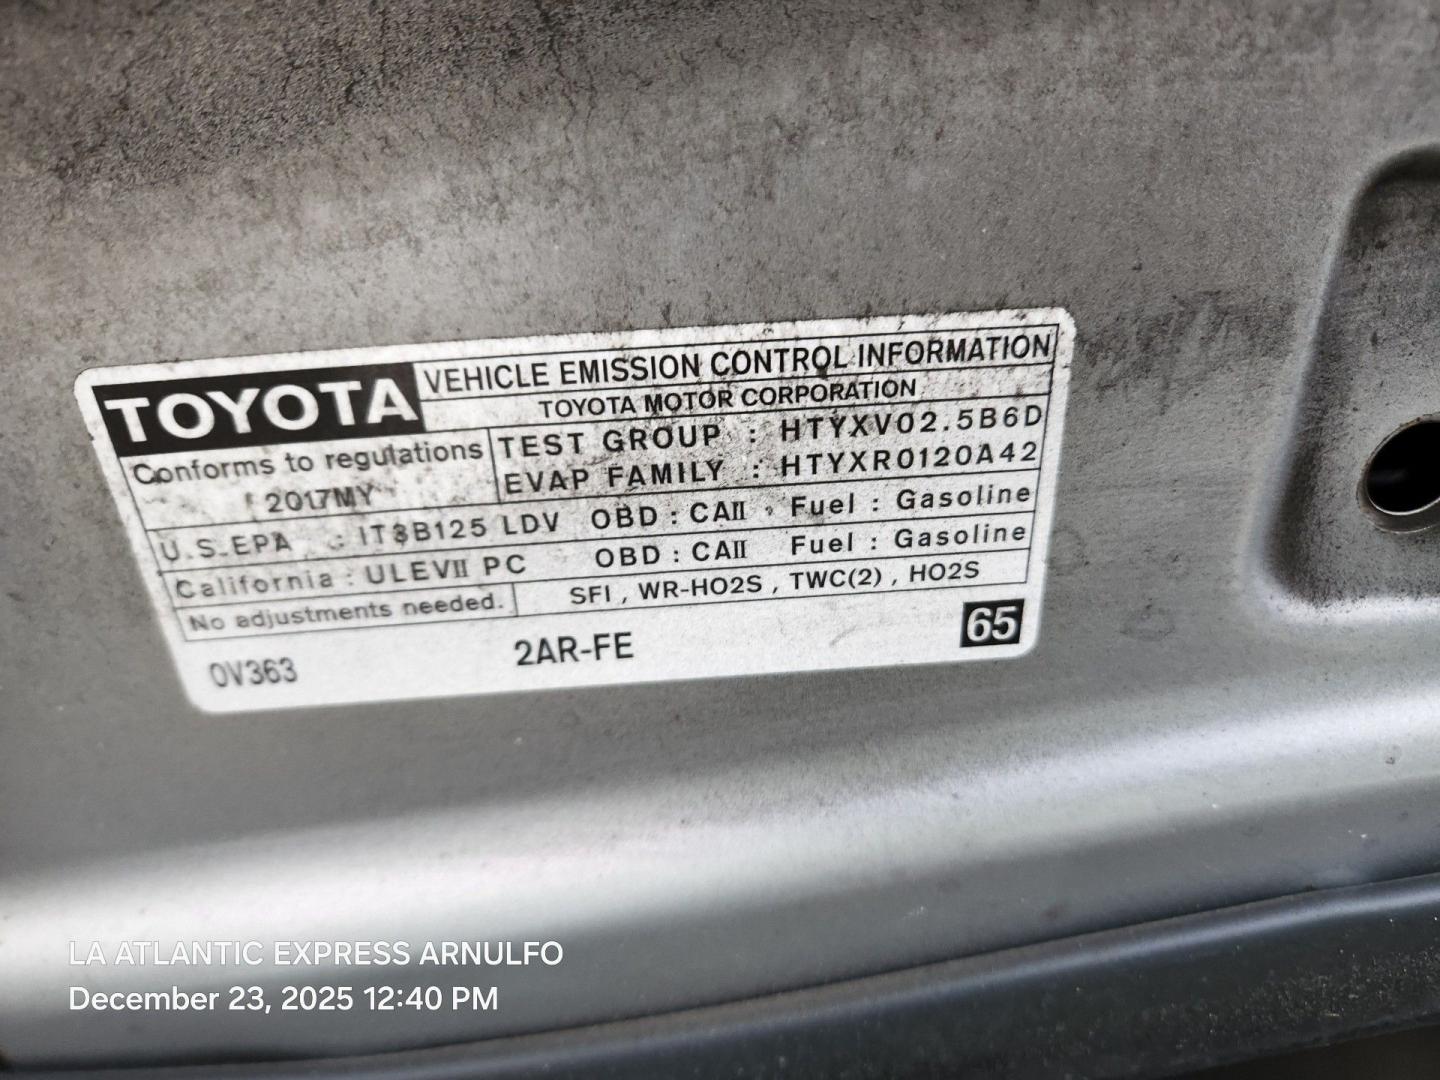 TOYOTA VEHICLE EMISSION CONTROL INFORMATION
TOYOTA MOTOR CORPORATION
Conforms to regulations
2017MY
TEST GROUP : HTYXV02.5B6D
EVAP FAMILY : HTYXR0120A42
U.S.EPA : 1T3B125 LDV OBD : CAII Fuel : Gasoline
California : ULEVII PC OBD : CAII Fuel : Gasoline
No adjustments needed. SFI , WR-HO2S , TWC(2) , HO2S
0V363 2AR-FE 65
LA ATLANTIC EXPRESS ARNULFO
December 23, 2025 12:40 PM